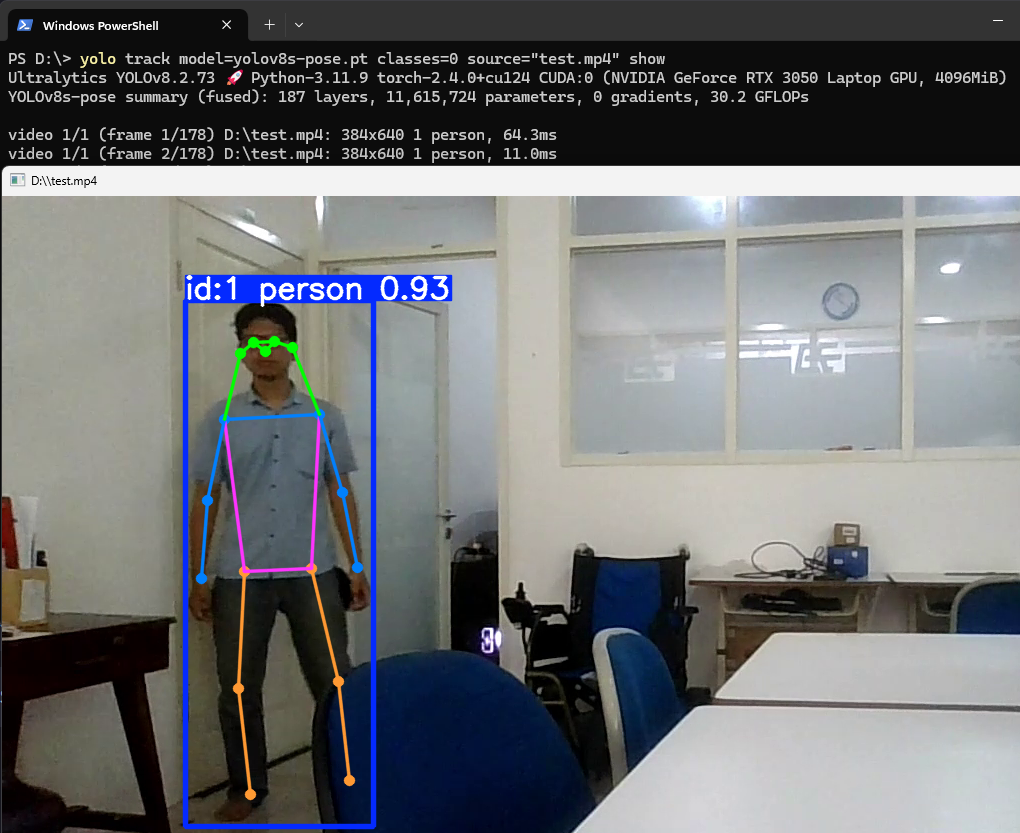 Windows PowerShell
PS D:\> yolo track model=yolov8s-pose.pt classes=0 source="test.mp4" show
Ultralytics YOLOv8.2.73 🚀 Python-3.11.9 torch-2.4.0+cu124 CUDA:0 (NVIDIA GeForce RTX 3050 Laptop GPU, 4096MiB)
YOLOv8s-pose summary (fused): 187 layers, 11,615,724 parameters, 0 gradients, 30.2 GFLOPs
video 1/1 (frame 1/178) D:\test.mp4: 384x640 1 person, 64.3ms
video 1/1 (frame 2/178) D:\test.mp4: 384x640 1 person, 11.0ms
D:\\test.mp4
id:1 person 0.93